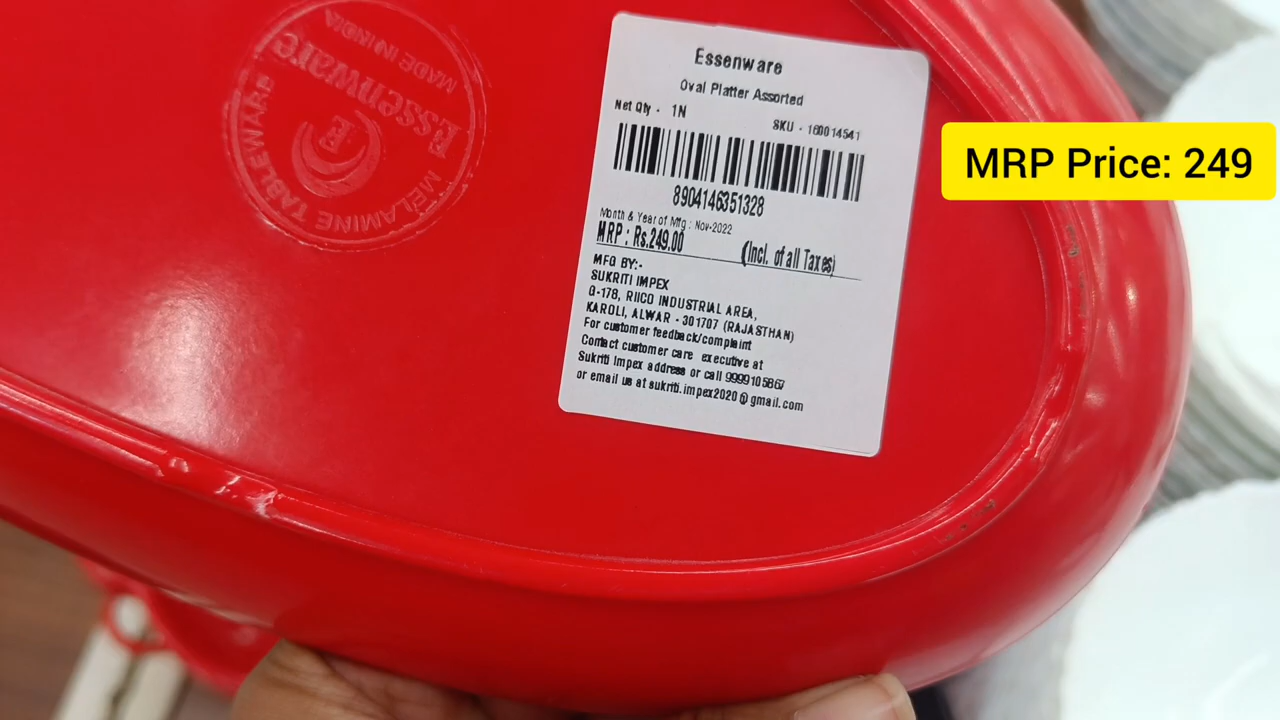 Essenware
MADE IN INDIA
MELAMINE TABLEWARE
E
Essenware
Oval Platter Assorted
Net Qty - 1N
SKU - 160014541
8904146351328
Month & Year of Mfg : Nov-2022
MRP : Rs.249.00 (Incl. of all Taxes)
MFG BY:-
SUKRITI IMPEX
G-178, RIICO INDUSTRIAL AREA,
KAROLI, ALWAR - 301707 (RAJASTHAN)
For customer feedback/complaint
Contact customer care executive at
Sukriti Impex address or call 9999105867
or email us at sukriti.impex2020@gmail.com
MRP Price: 249